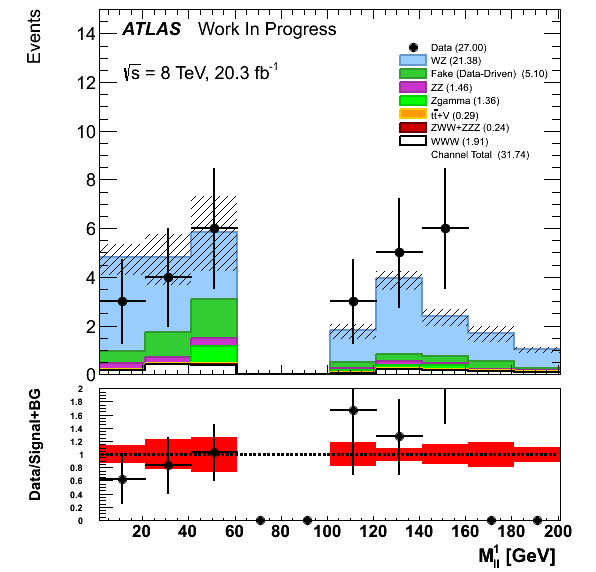 Events
ATLAS Work In Progress
√s = 8 TeV, 20.3 fb⁻¹
Data (27.00)
WZ (21.38)
Fake (Data-Driven) (5.10)
ZZ (1.46)
Zgamma (1.36)
tt̄+V (0.29)
ZWW+ZZZ (0.24)
WWW (1.91)
Channel Total (31.74)
14
12
10
8
6
4
2
0
Data/Signal+BG
2
1.8
1.6
1.4
1.2
1
0.8
0.6
0.4
0.2
0
20 40 60 80 100 120 140 160 180 200
M¹ₗₗ [GeV]